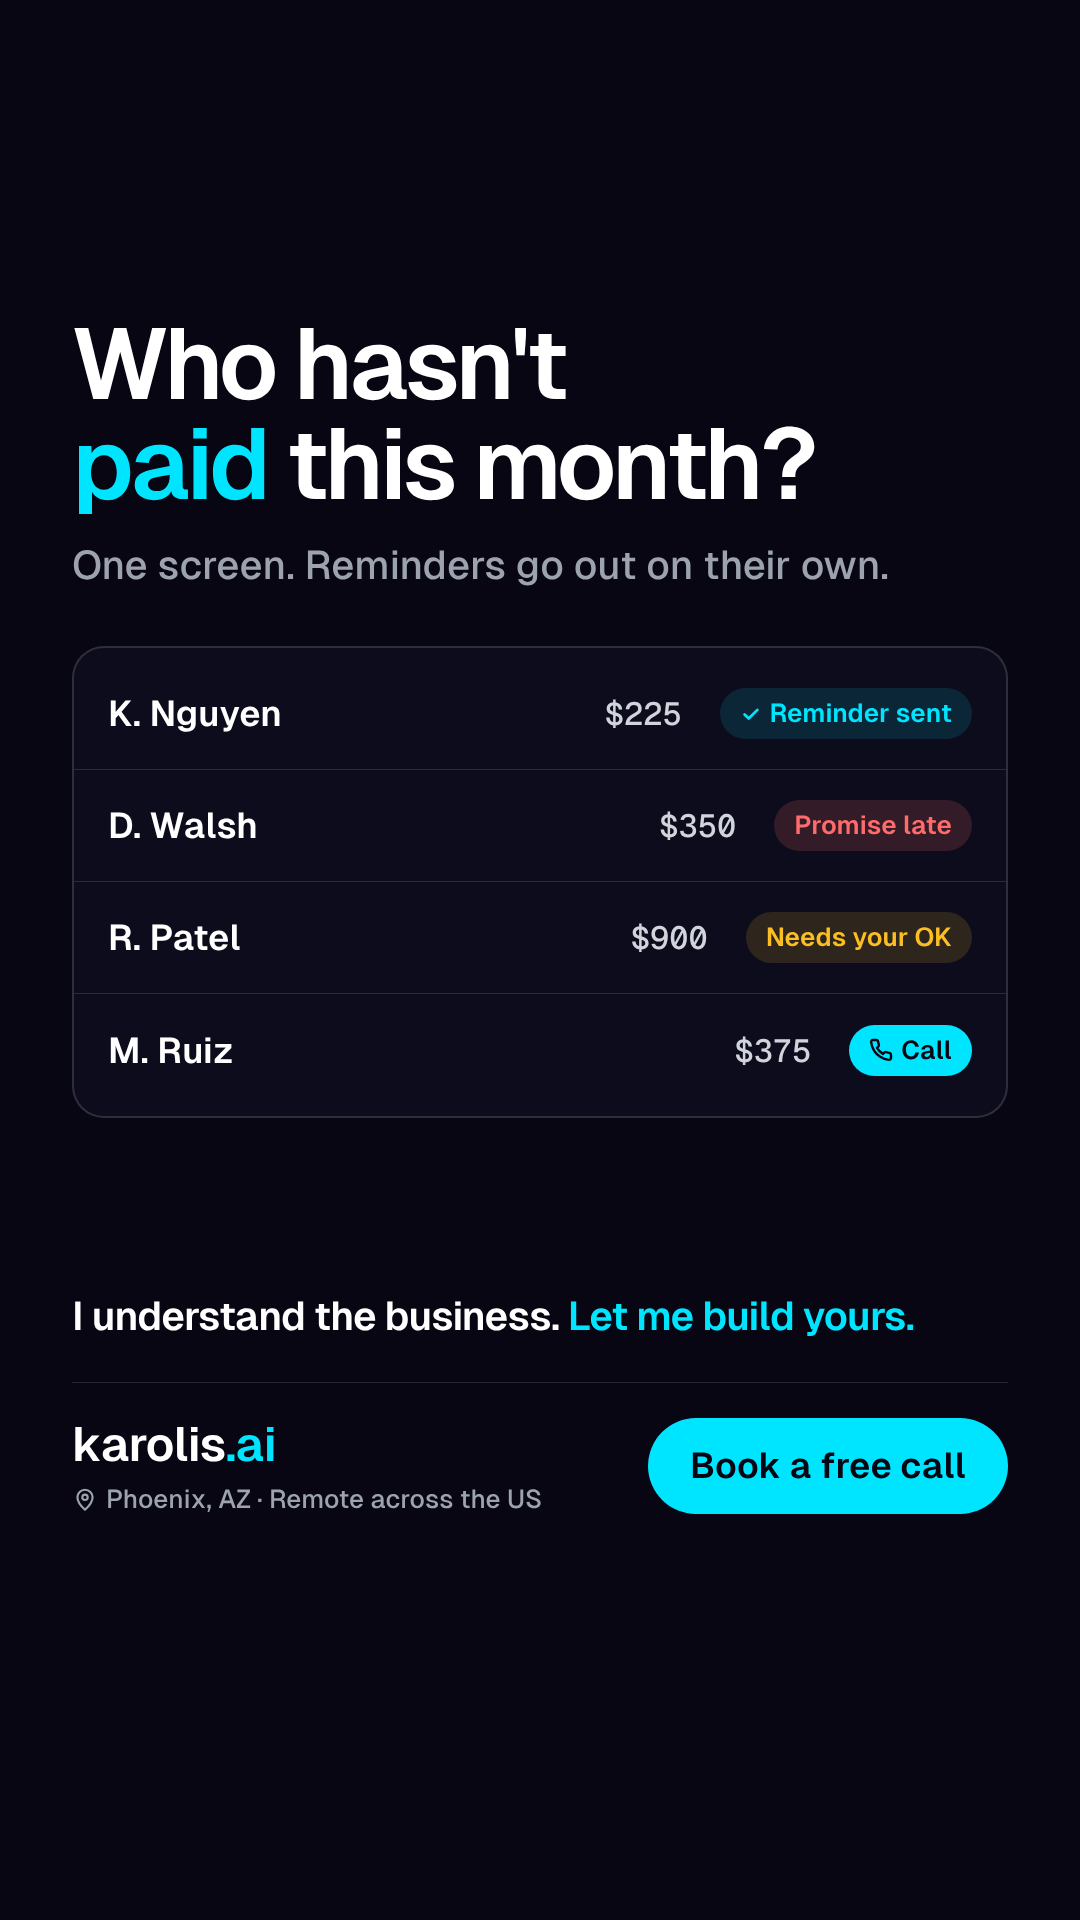 Who hasn't
paid this month?
One screen. Reminders go out on their own.
K. Nguyen $225 Reminder sent
D. Walsh $350 Promise late
R. Patel $900 Needs your OK
M. Ruiz $375 Call
I understand the business. Let me build yours.
karolis.ai
Book a free call
Phoenix, AZ · Remote across the US